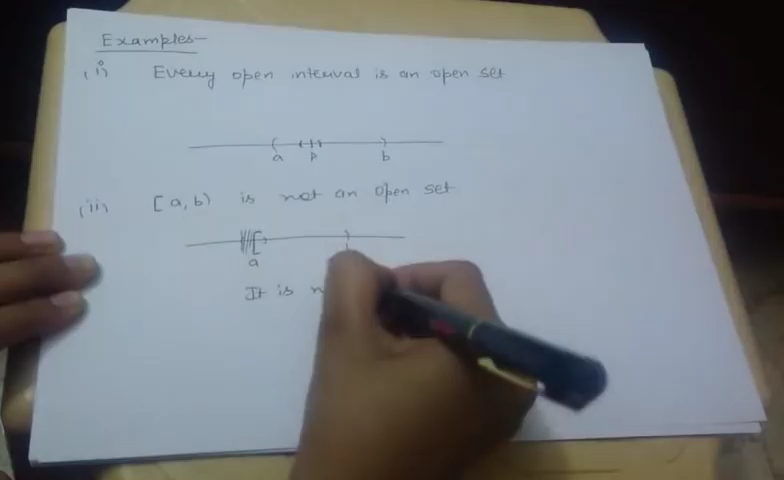 Examples-
(i) Every open interval is an open set
a p b
(ii) [a,b) is not an open set
a
It is